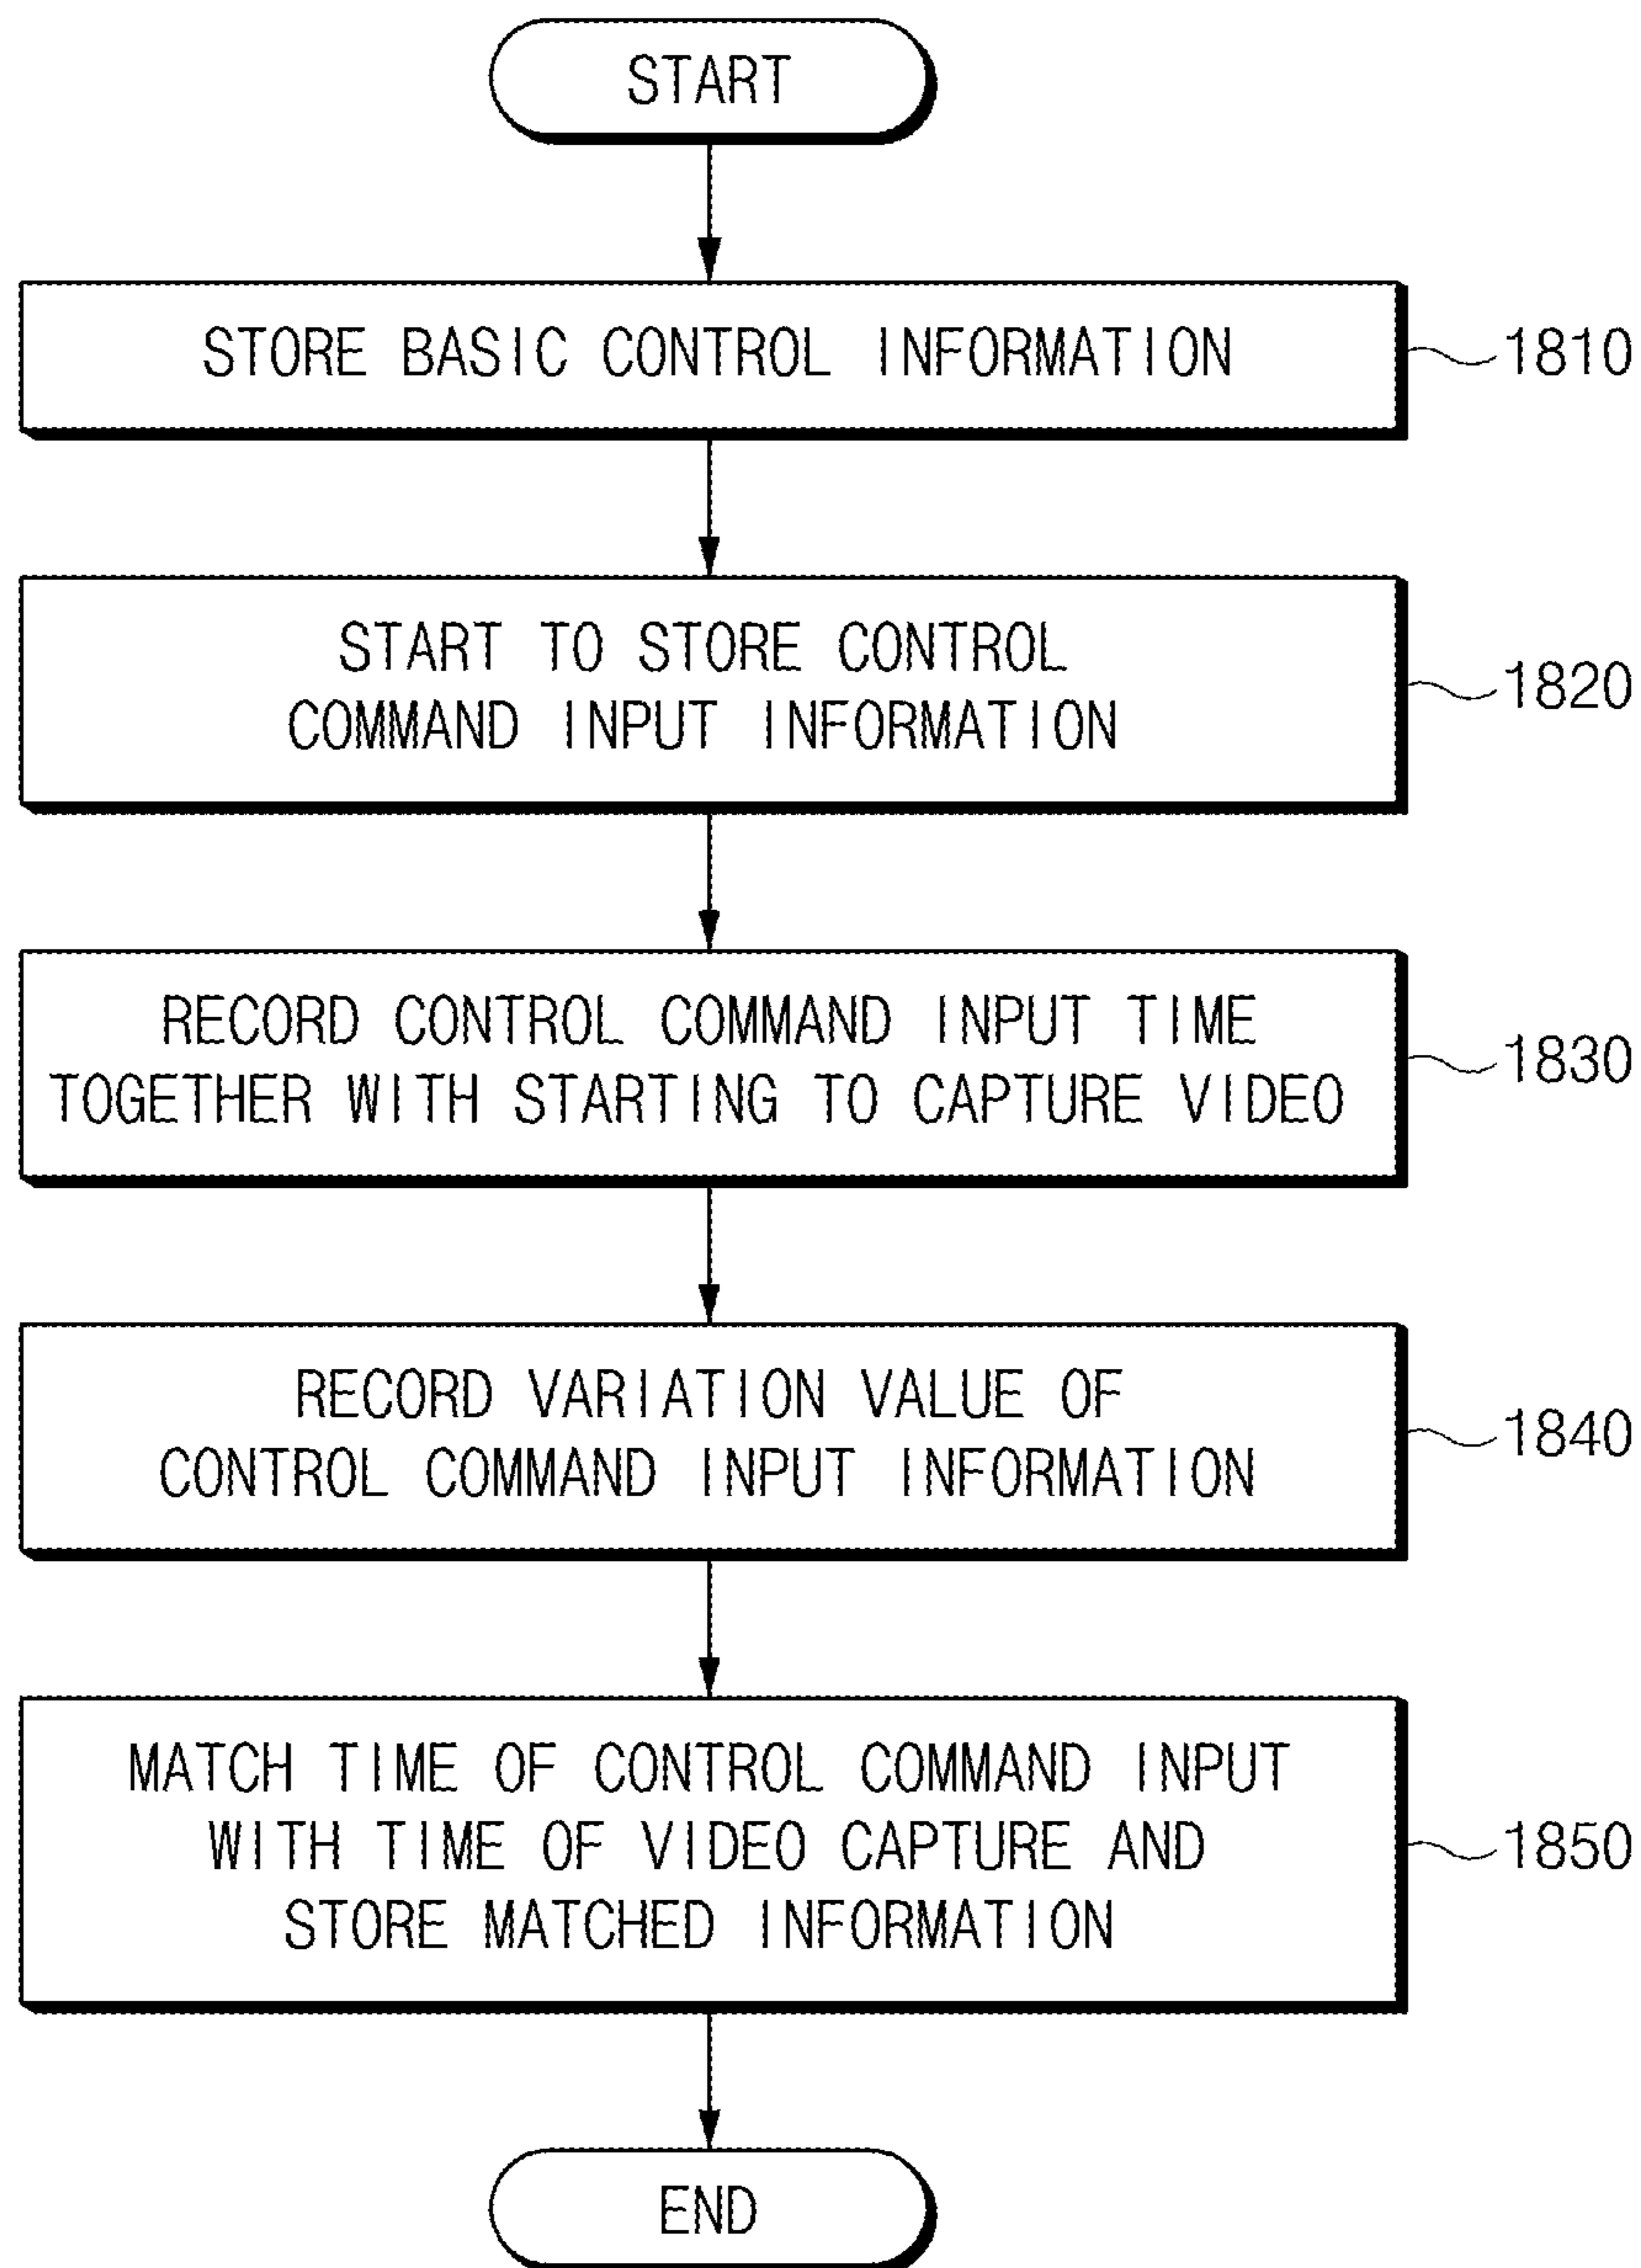 START
STORE BASIC CONTROL INFORMATION
1810
START TO STORE CONTROL
COMMAND INPUT INFORMATION
1820
RECORD CONTROL COMMAND INPUT TIME
TOGETHER WITH STARTING TO CAPTURE VIDEO
1830
RECORD VARIATION VALUE OF
CONTROL COMMAND INPUT INFORMATION
1840
MATCH TIME OF CONTROL COMMAND INPUT
WITH TIME OF VIDEO CAPTURE AND
STORE MATCHED INFORMATION
1850
END